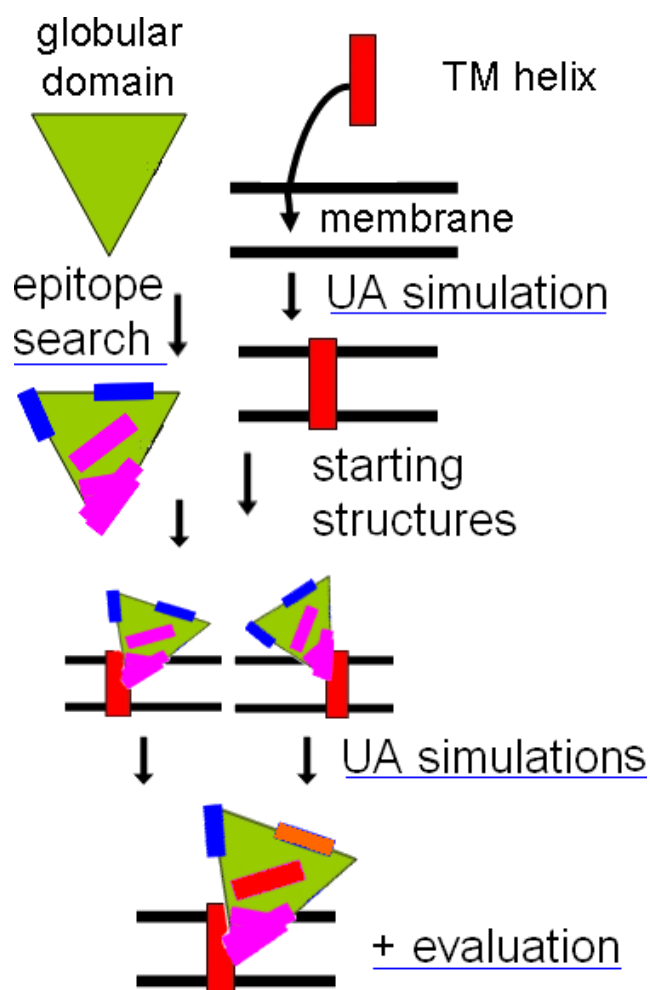 globular
domain
TM helix
membrane
epitope
search
UA simulation
starting
structures
UA simulations
+ evaluation